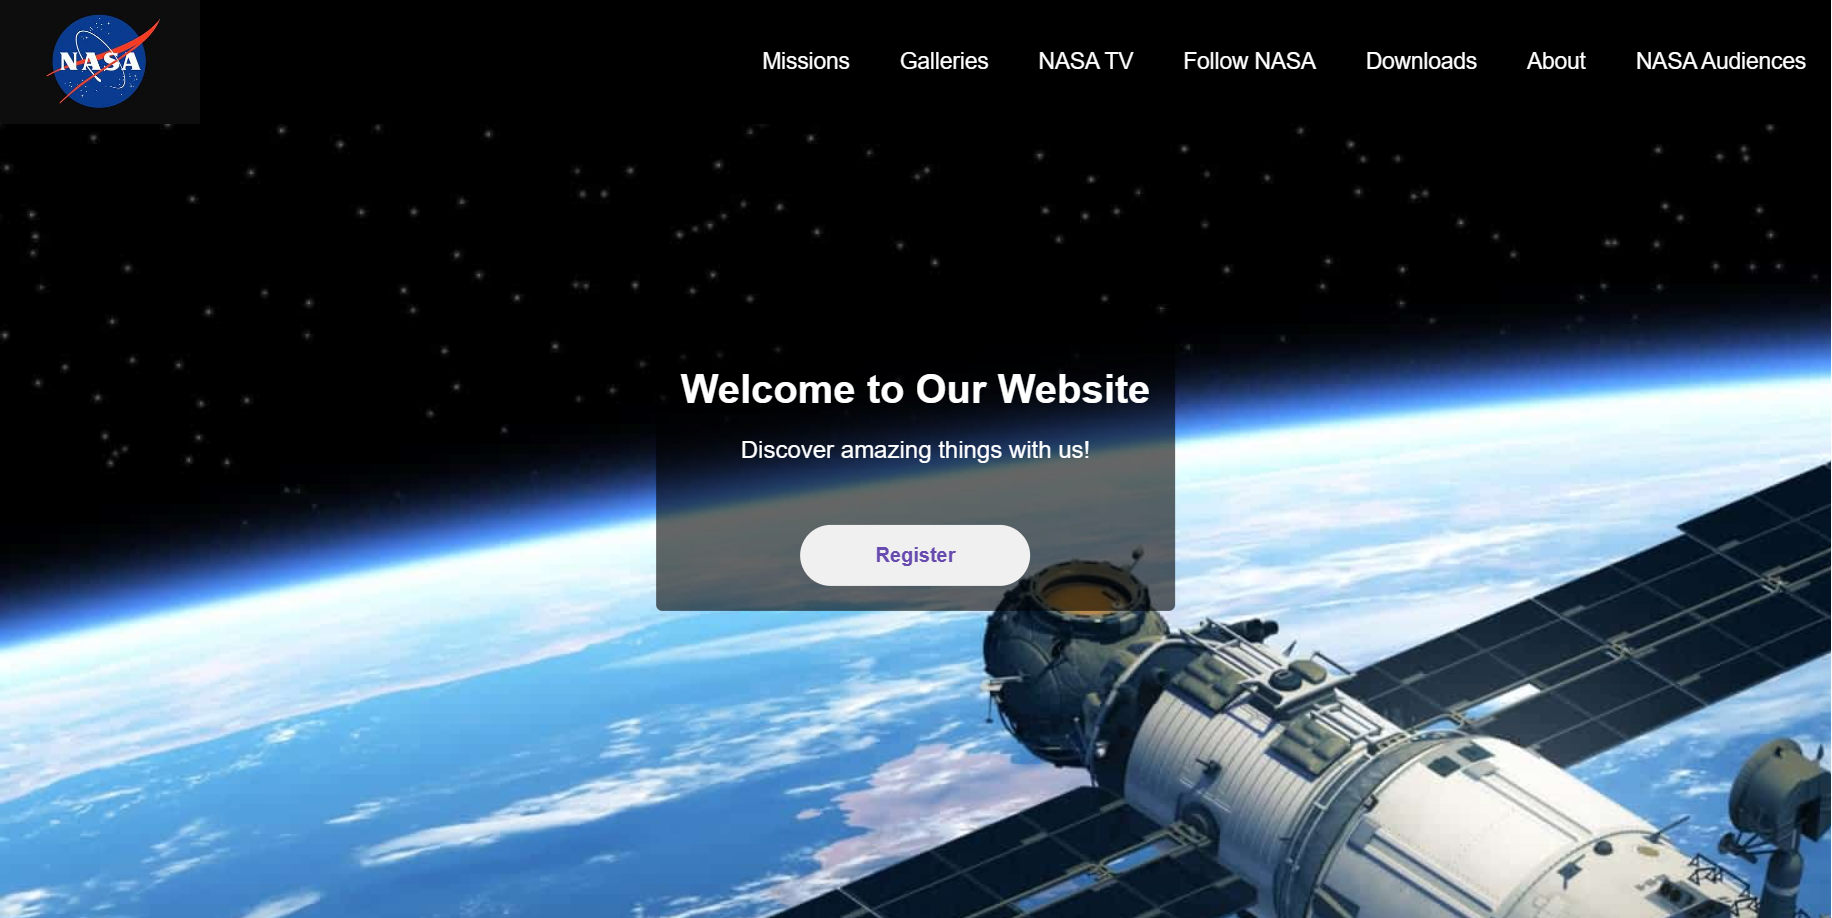 NASA
Missions Galleries NASA TV Follow NASA Downloads About NASA Audiences
Welcome to Our Website
Discover amazing things with us!
Register